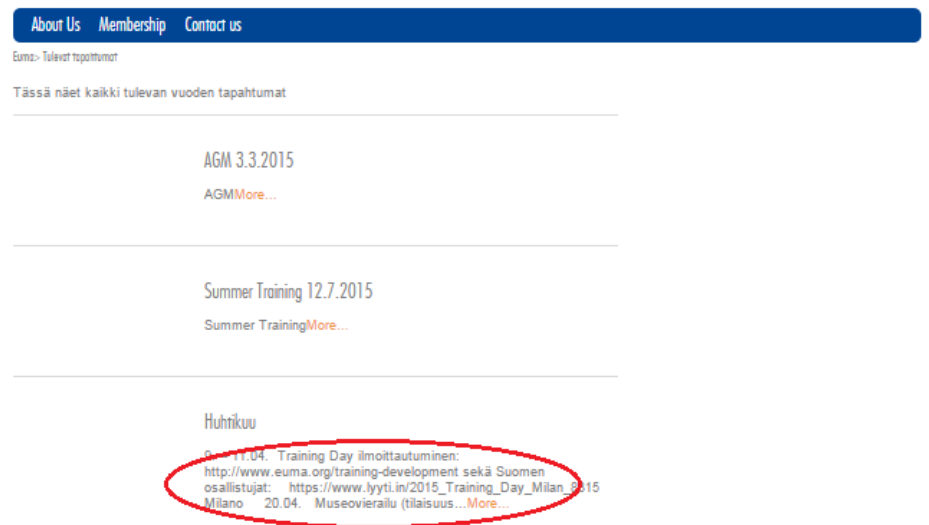 About Us Membership Contact us
Euma> Tulevat tapahtumat
Tässä näet kaikki tulevan vuoden tapahtumat
AGM 3.3.2015
AGMMore...
Summer Training 12.7.2015
Summer TrainingMore...
Huhtikuu
11.04. Training Day ilmoittautuminen:
http://www.euma.org/training-development sekä Suomen
osallistujat: https://www.lyyti.in/2015_Training_Day_Milan_8315
Milano 20.04. Museovierailu (tilaisuus...More...